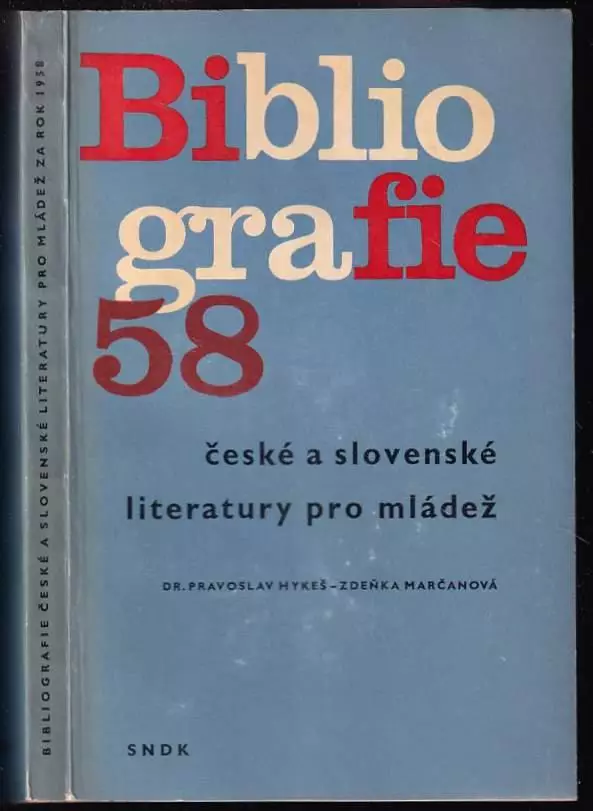 BIBLIOGRAFIE ČESKÉ A SLOVENSKÉ LITERATURY PRO MLÁDEŽ ZA ROK 1958
Biblio
grafie
58
české a slovenské
literatury pro mládež
DR. PRAVOSLAV HYKEŠ–ZDEŇKA MARČANOVÁ
SNDK